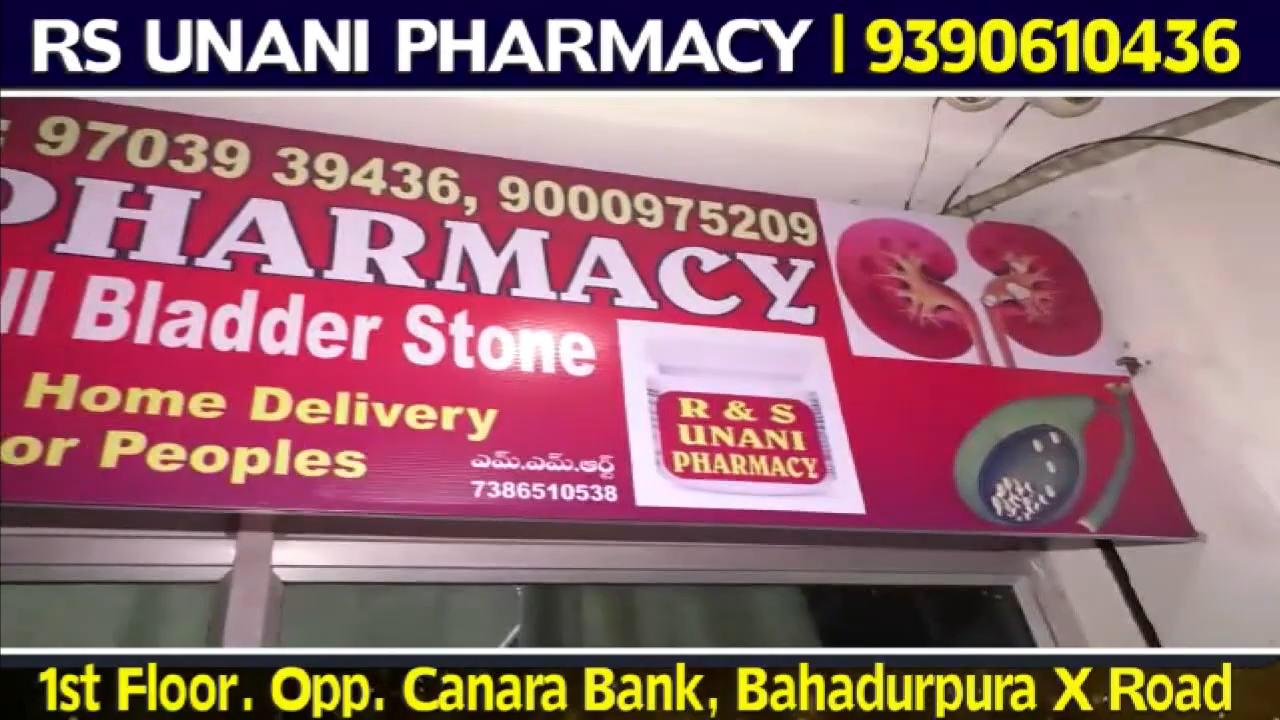 RS UNANI PHARMACY | 9390610436
: 97039 39436, 9000975209
PHARMACY
ll Bladder Stone
Home Delivery
or Peoples
ఎమ్.ఎమ్.ఆర్ట్
7386510538
R & S
UNANI
PHARMACY
1st Floor. Opp. Canara Bank, Bahadurpura X Road